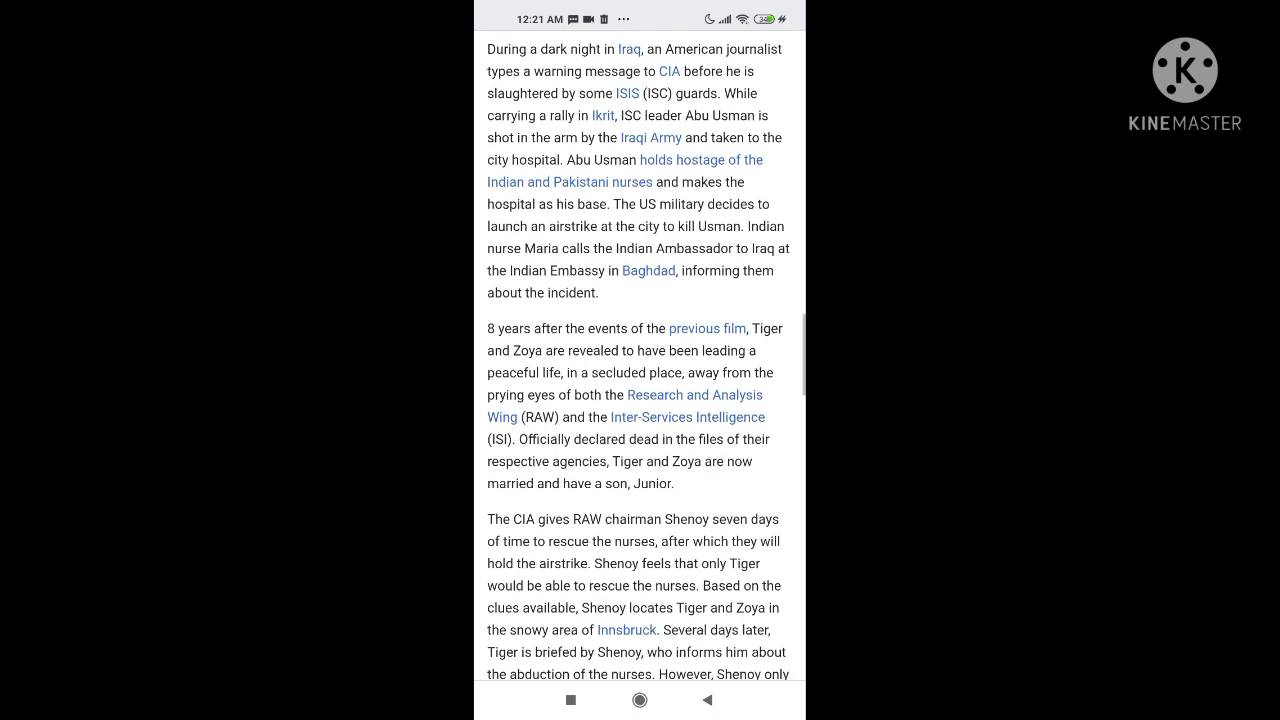 12:21 AM
34
During a dark night in Iraq, an American journalist
types a warning message to CIA before he is
slaughtered by some ISIS (ISC) guards. While
carrying a rally in Ikrit, ISC leader Abu Usman is
shot in the arm by the Iraqi Army and taken to the
city hospital. Abu Usman holds hostage of the
Indian and Pakistani nurses and makes the
hospital as his base. The US military decides to
launch an airstrike at the city to kill Usman. Indian
nurse Maria calls the Indian Ambassador to Iraq at
the Indian Embassy in Baghdad, informing them
about the incident.
8 years after the events of the previous film, Tiger
and Zoya are revealed to have been leading a
peaceful life, in a secluded place, away from the
prying eyes of both the Research and Analysis
Wing (RAW) and the Inter-Services Intelligence
(ISI). Officially declared dead in the files of their
respective agencies, Tiger and Zoya are now
married and have a son, Junior.
The CIA gives RAW chairman Shenoy seven days
of time to rescue the nurses, after which they will
hold the airstrike. Shenoy feels that only Tiger
would be able to rescue the nurses. Based on the
clues available, Shenoy locates Tiger and Zoya in
the snowy area of Innsbruck. Several days later,
Tiger is briefed by Shenoy, who informs him about
the abduction of the nurses. However, Shenoy only
K
KINEMASTER